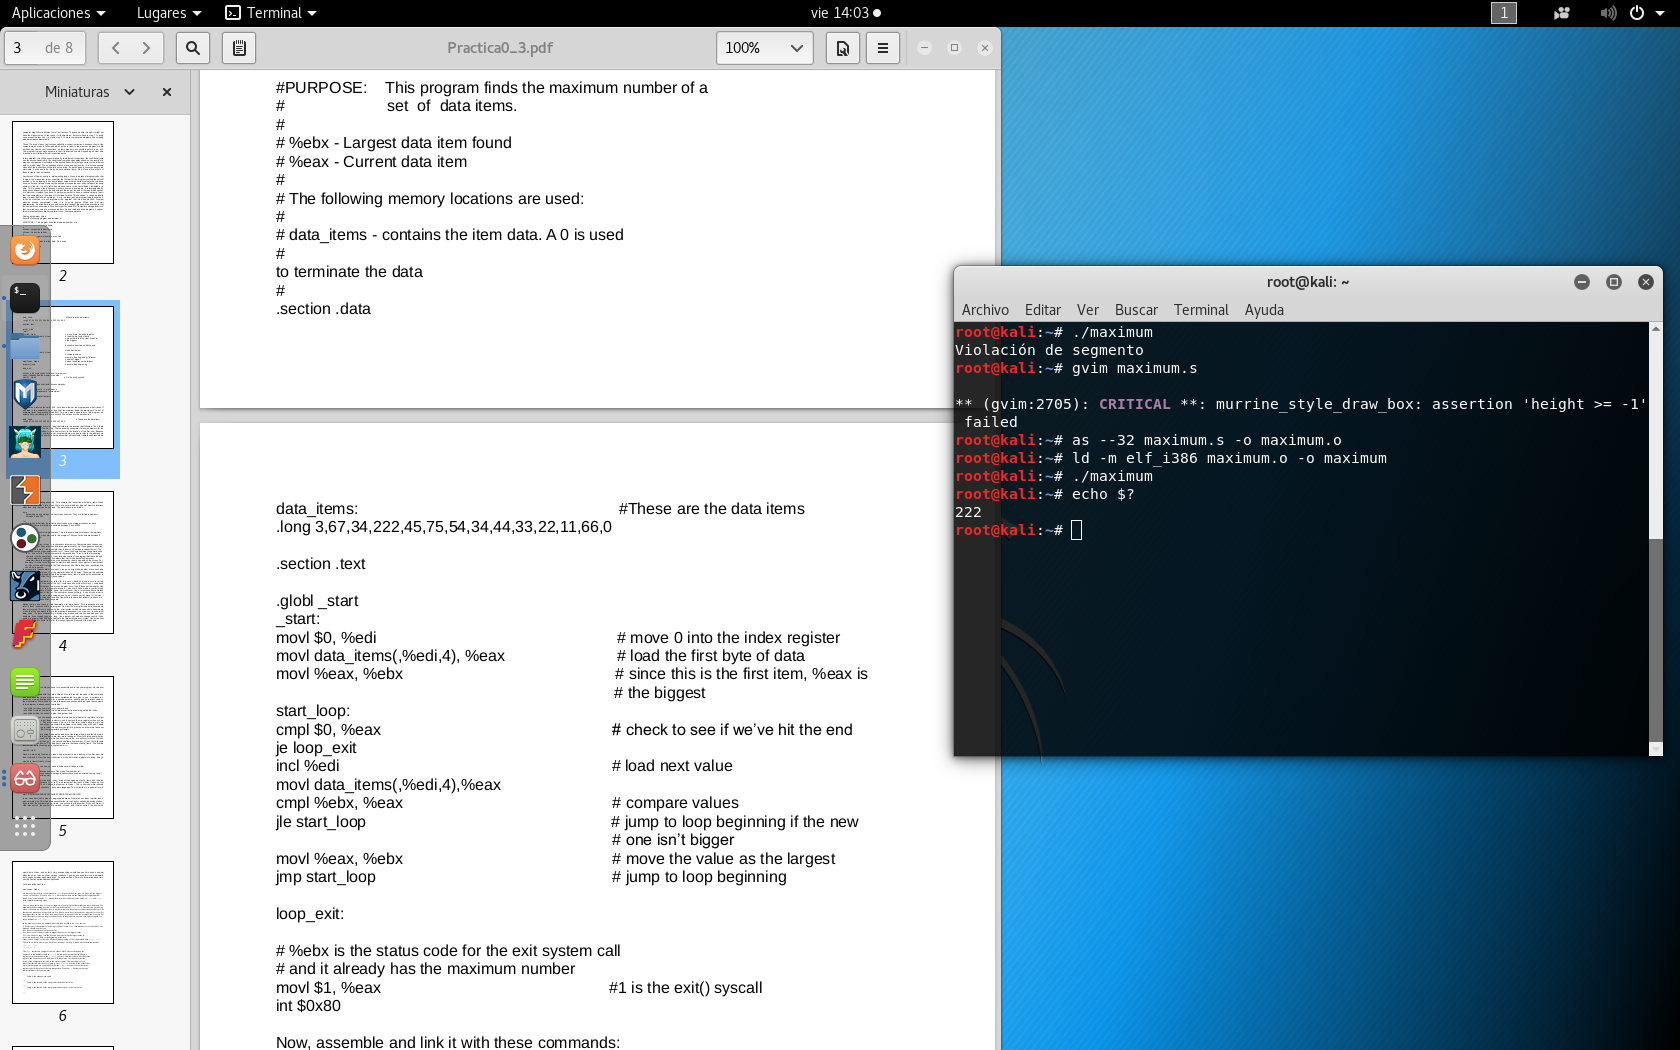 Aplicaciones
Lugares
Terminal
vie 14:03
1
3 de 8
Practica0_3.pdf
100%
Miniaturas
2
3
4
5
6
#PURPOSE: This program finds the maximum number of a
# set of data items.
#
# %ebx - Largest data item found
# %eax - Current data item
#
# The following memory locations are used:
#
# data_items - contains the item data. A 0 is used
#
to terminate the data
#
.section .data
data_items: #These are the data items
.long 3,67,34,222,45,75,54,34,44,33,22,11,66,0
.section .text
.globl _start
_start:
movl $0, %edi # move 0 into the index register
movl data_items(,%edi,4), %eax # load the first byte of data
movl %eax, %ebx # since this is the first item, %eax is
# the biggest
start_loop:
cmpl $0, %eax # check to see if we’ve hit the end
je loop_exit
incl %edi # load next value
movl data_items(,%edi,4),%eax
cmpl %ebx, %eax # compare values
jle start_loop # jump to loop beginning if the new
# one isn’t bigger
movl %eax, %ebx # move the value as the largest
jmp start_loop # jump to loop beginning
loop_exit:
# %ebx is the status code for the exit system call
# and it already has the maximum number
movl $1, %eax #1 is the exit() syscall
int $0x80
Now, assemble and link it with these commands:
root@kali: ~
Archivo Editar Ver Buscar Terminal Ayuda
root@kali:~# ./maximum
Violación de segmento
root@kali:~# gvim maximum.s
** (gvim:2705): CRITICAL **: murrine_style_draw_box: assertion 'height >= -1'
failed
root@kali:~# as --32 maximum.s -o maximum.o
root@kali:~# ld -m elf_i386 maximum.o -o maximum
root@kali:~# ./maximum
root@kali:~# echo $?
222
root@kali:~#